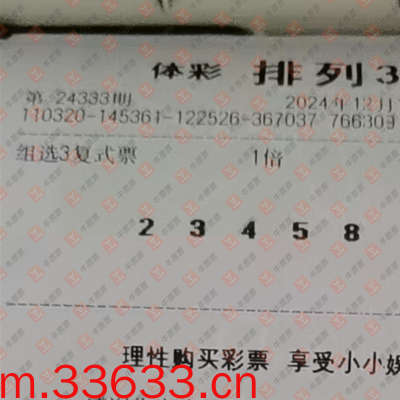 体彩 排列3
第 24333期 2024年12月
110320-145361-122526-367037 766309
组选3复式票 1倍
2 3 4 5 8
理性购买彩票 享受小小娱
m.33633.cn